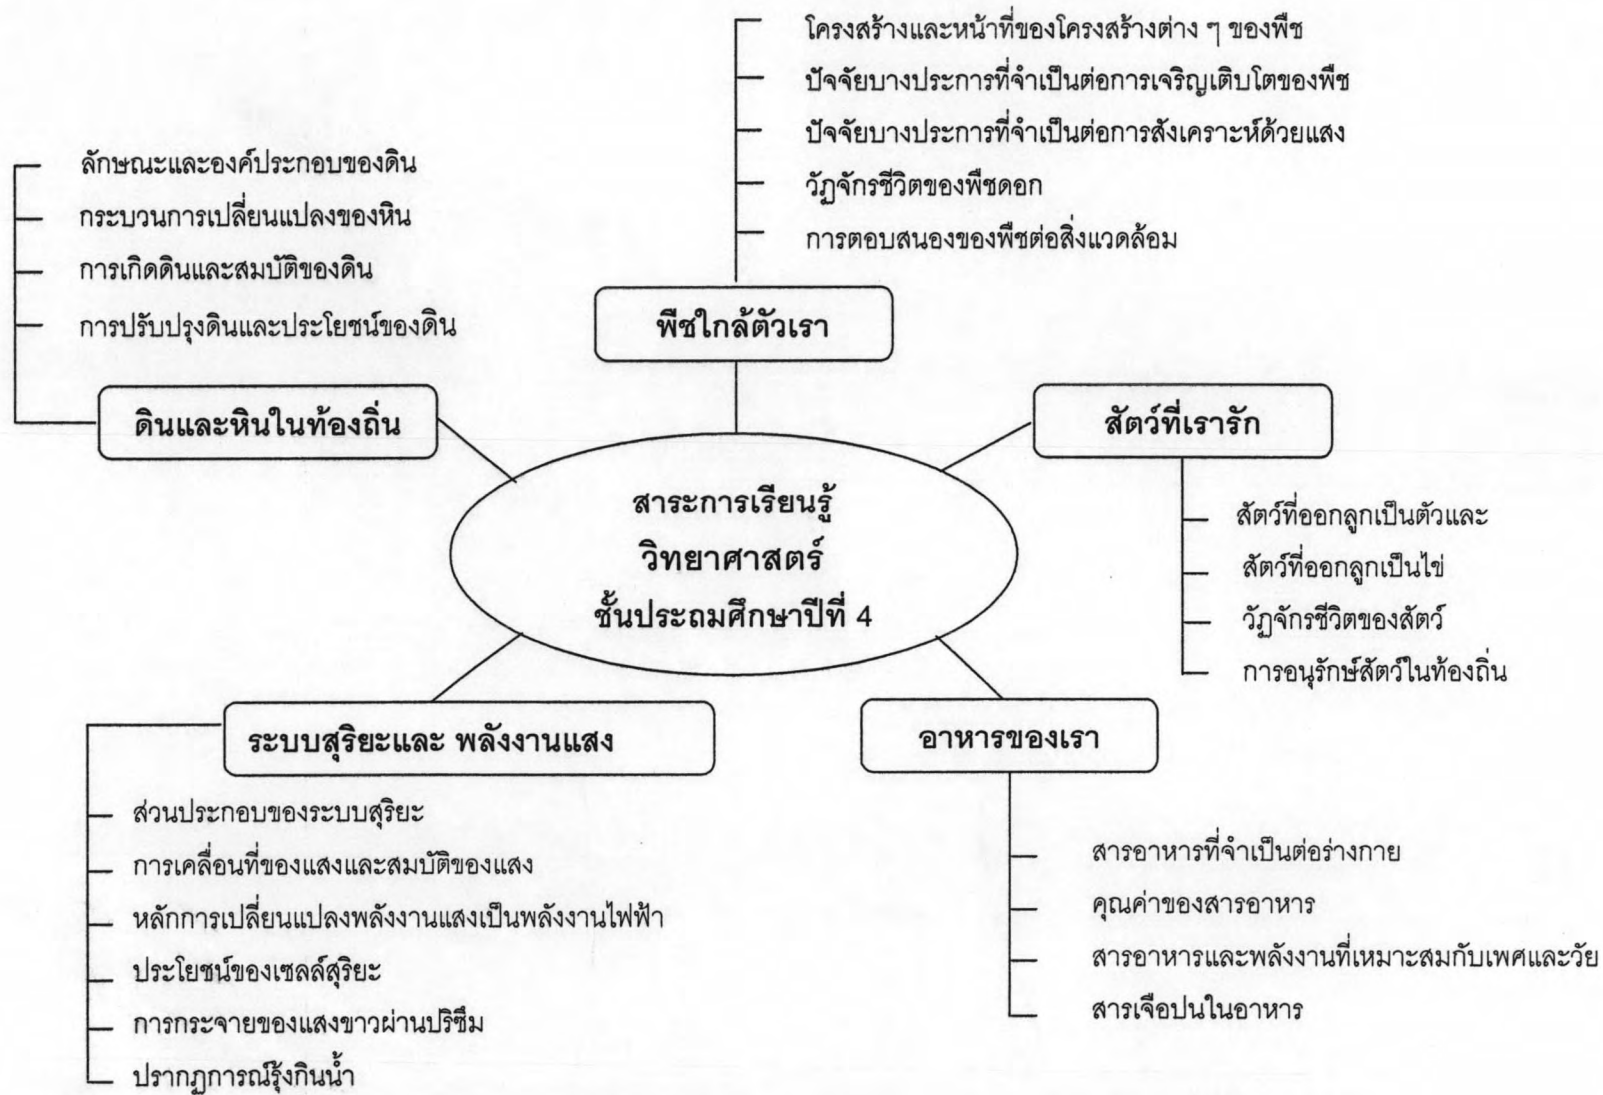 โครงสร้างและหน้าที่ของโครงสร้างต่าง ๆ ของพืช
ปัจจัยบางประการที่จำเป็นต่อการเจริญเติบโตของพืช
ปัจจัยบางประการที่จำเป็นต่อการสังเคราะห์ด้วยแสง
วัฏจักรชีวิตของพืชดอก
การตอบสนองของพืชต่อสิ่งแวดล้อม
พืชใกล้ตัวเรา
ลักษณะและองค์ประกอบของดิน
กระบวนการเปลี่ยนแปลงของหิน
การเกิดดินและสมบัติของดิน
การปรับปรุงดินและประโยชน์ของดิน
ดินและหินในท้องถิ่น
สัตว์ที่เรารัก
สัตว์ที่ออกลูกเป็นตัวและ
สัตว์ที่ออกลูกเป็นไข่
วัฏจักรชีวิตของสัตว์
การอนุรักษ์สัตว์ในท้องถิ่น
สาระการเรียนรู้
วิทยาศาสตร์
ชั้นประถมศึกษาปีที่ 4
ระบบสุริยะและ พลังงานแสง
ส่วนประกอบของระบบสุริยะ
การเคลื่อนที่ของแสงและสมบัติของแสง
หลักการเปลี่ยนแปลงพลังงานแสงเป็นพลังงานไฟฟ้า
ประโยชน์ของเซลล์สุริยะ
การกระจายของแสงขาวผ่านปริซึม
ปรากฏการณ์รุ้งกินน้ำ
อาหารของเรา
สารอาหารที่จำเป็นต่อร่างกาย
คุณค่าของสารอาหาร
สารอาหารและพลังงานที่เหมาะสมกับเพศและวัย
สารเจือปนในอาหาร